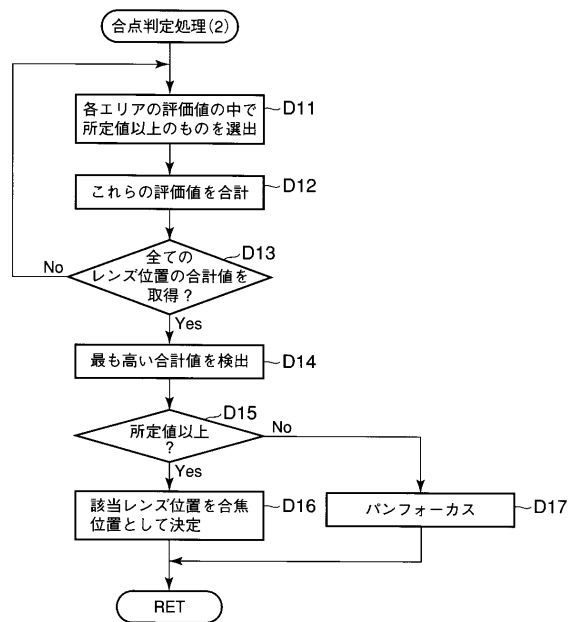 合点判定処理(2)
各エリアの評価値の中で
所定値以上のものを選出
D11
これらの評価値を合計
D12
全ての
レンズ位置の合計値を
取得？
D13
No
Yes
最も高い合計値を検出
D14
所定値以上
？
D15
No
Yes
該当レンズ位置を合焦
位置として決定
D16
パンフォーカス
D17
RET